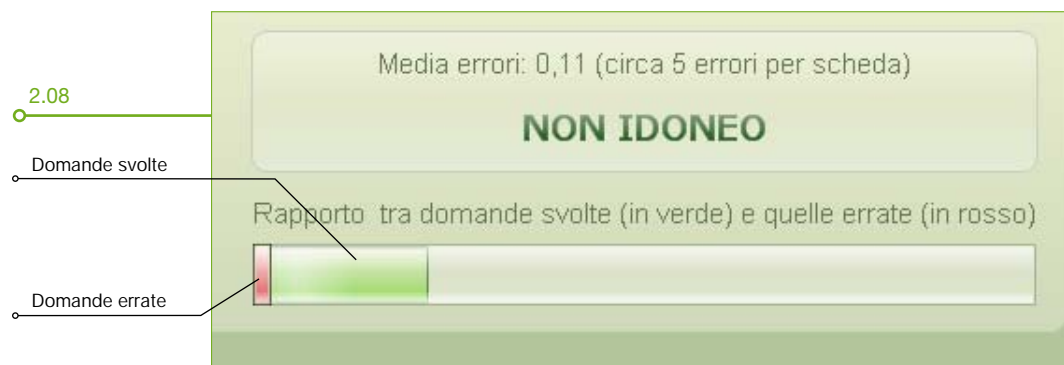 Media errori: 0,11 (circa 5 errori per scheda)
2.08
NON IDONEO
Domande svolte
Rapporto tra domande svolte (in verde) e quelle errate (in rosso)
Domande errate